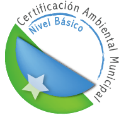 Certificación Ambiental Municipal
Nivel Básico